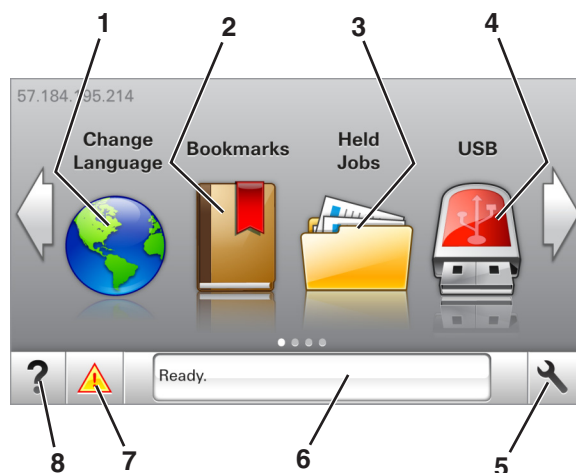 1 2 3 4
57.184.195.214
Change
Language
Bookmarks
Held
Jobs
USB
Ready.
?
8 7 6 5